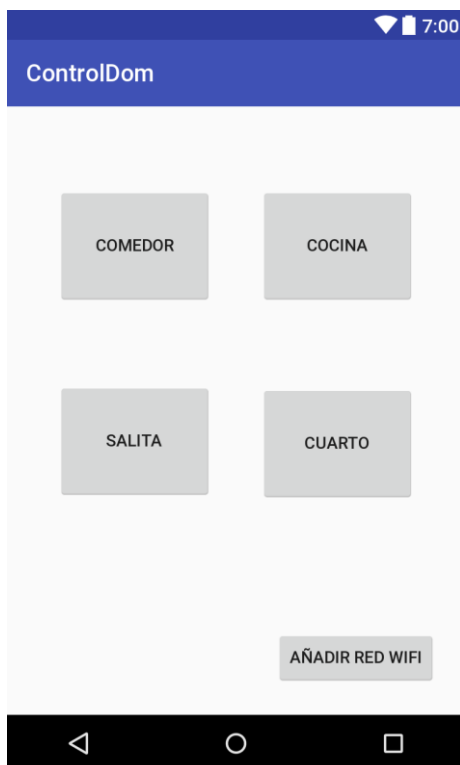 7:00
ControlDom
COMEDOR
COCINA
SALITA
CUARTO
AÑADIR RED WIFI